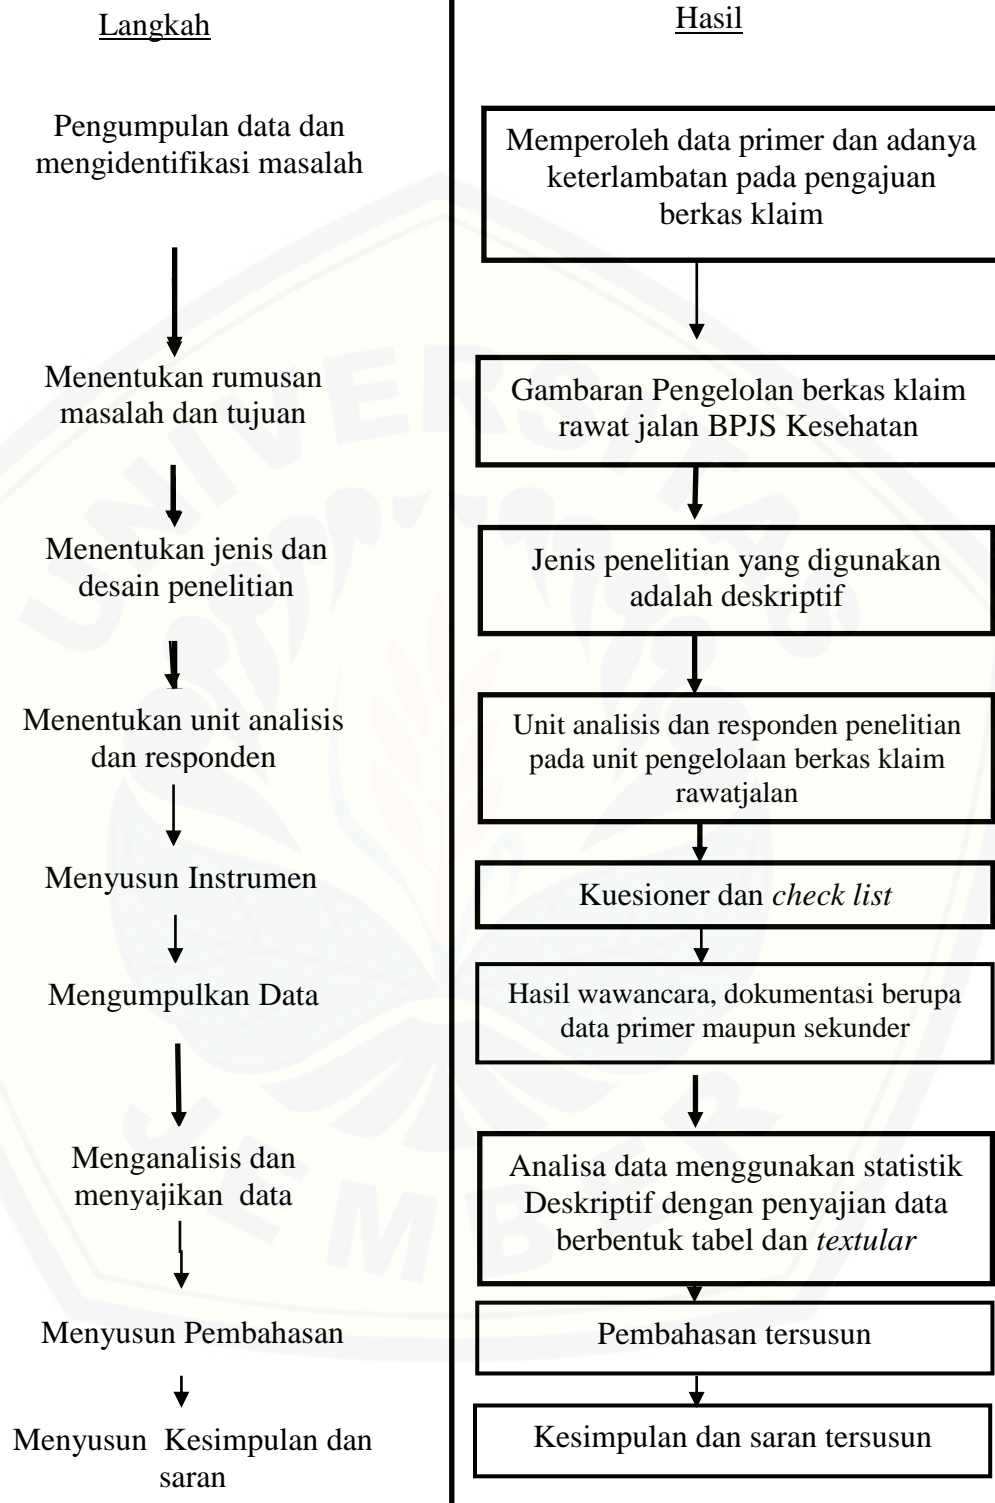 Langkah
Hasil
Pengumpulan data dan
mengidentifikasi masalah
Memperoleh data primer dan adanya
keterlambatan pada pengajuan
berkas klaim
Menentukan rumusan
masalah dan tujuan
Gambaran Pengelolan berkas klaim
rawat jalan BPJS Kesehatan
Menentukan jenis dan
desain penelitian
Jenis penelitian yang digunakan
adalah deskriptif
Menentukan unit analisis
dan responden
Unit analisis dan responden penelitian
pada unit pengelolaan berkas klaim
rawatjalan
Menyusun Instrumen
Kuesioner dan check list
Mengumpulkan Data
Hasil wawancara, dokumentasi berupa
data primer maupun sekunder
Menganalisis dan
menyajikan  data
Analisa data menggunakan statistik
Deskriptif dengan penyajian data
berbentuk tabel dan textular
Menyusun Pembahasan
Pembahasan tersusun
Menyusun  Kesimpulan dan
saran
Kesimpulan dan saran tersusun
UNIVERSITAS
JEMBER